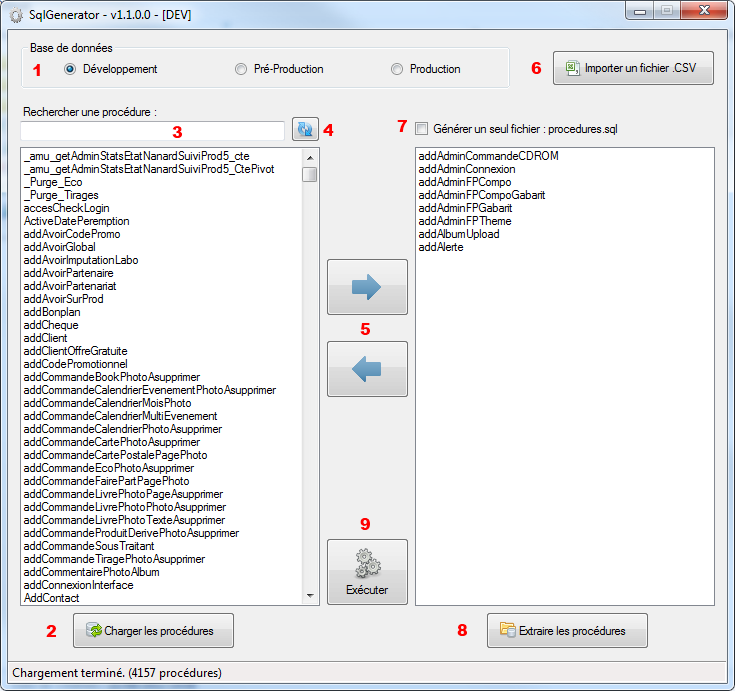 SqlGenerator - v1.1.0.0 - [DEV]
Base de données
1 Développement Pré-Production Production
6 Importer un fichier .CSV
Rechercher une procédure :
3 4
7 Générer un seul fichier : procedures.sql
_amu_getAdminStatsEtatNanardSuiviProd5_cte
_amu_getAdminStatsEtatNanardSuiviProd5_CtePivot
_Purge_Eco
_Purge_Tirages
accesCheckLogin
ActiveDatePeremption
addAvoirCodePromo
addAvoirGlobal
addAvoirImputationLabo
addAvoirPartenaire
addAvoirPartenariat
addAvoirSurProd
addBonplan
addCheque
addClient
addClientOffreGratuite
addCodePromotionnel
addCommandeBookPhotoAsupprimer
addCommandeCalendrierEvenementPhotoAsupprimer
addCommandeCalendrierMoisPhoto
addCommandeCalendrierMultiEvenement
addCommandeCalendrierPhotoAsupprimer
addCommandeCartePhotoAsupprimer
addCommandeCartePostalePagePhoto
addCommandeEcoPhotoAsupprimer
addCommandeFairePartPagePhoto
addCommandeLivrePhotoPageAsupprimer
addCommandeLivrePhotoPhotoAsupprimer
addCommandeLivrePhotoTexteAsupprimer
addCommandeProduitDerivePhotoAsupprimer
addCommandeSousTraitant
addCommandeTiragePhotoAsupprimer
addCommentairePhotoAlbum
addConnexionInterface
AddContact
5
9
Exécuter
addAdminCommandeCDROM
addAdminConnexion
addAdminFPCompo
addAdminFPCompoGabarit
addAdminFPGabarit
addAdminFPTheme
addAlbumUpload
addAlerte
2 Charger les procédures
8 Extraire les procédures
Chargement terminé. (4157 procédures)